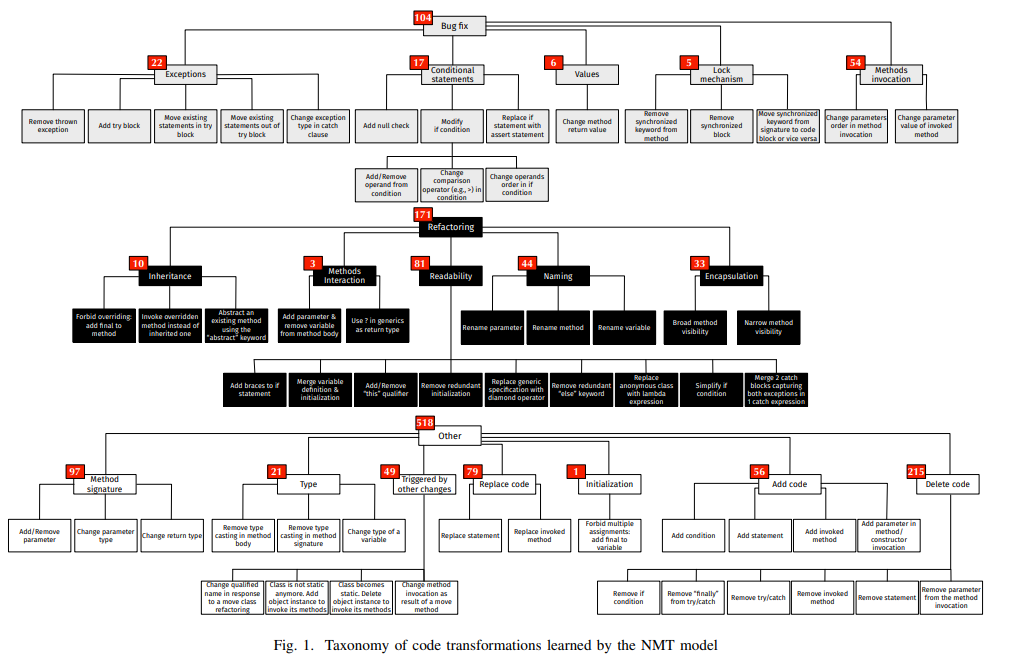 104
Bug fix
22
Exceptions
17
Conditional
statements
6
Values
5
Lock
mechanism
54
Methods
invocation
Remove thrown
exception
Add try block
Move existing
statements in try
block
Move existing
statements out of
try block
Change exception
type in catch
clause
Add null check
Modify
if condition
Replace if
statement with
assert statement
Change method
return value
Remove
synchronized
keyword from
method
Remove
synchronized
block
Move synchronized
keyword from
signature to code
block or vice versa
Change parameters
order in method
invocation
Change parameter
value of invoked
method
Add/Remove
operand from
condition
Change
comparison
operator (e.g., >) in
condition
Change operands
order in if
condition
171
Refactoring
10
Inheritance
3
Methods
Interaction
81
Readability
44
Naming
33
Encapsulation
Forbid overriding:
add final to
method
Invoke overridden
method instead of
inherited one
Abstract an
existing method
using the
"abstract" keyword
Add parameter &
remove variable
from method body
Use ? in generics
as return type
Rename parameter
Rename method
Rename variable
Broad method
visibility
Narrow method
visibility
Add braces to if
statement
Merge variable
definition &
initialization
Add/Remove
"this" qualifier
Remove redundant
initialization
Replace generic
specification with
diamond operator
Remove redundant
"else" keyword
Replace
anonymous class
with lambda
expression
Simplify if
condition
Merge 2 catch
blocks capturing
both exceptions in
1 catch expression
518
Other
97
Method
signature
21
Type
49
Triggered by
other changes
79
Replace code
1
Initialization
56
Add code
215
Delete code
Add/Remove
parameter
Change parameter
type
Change return type
Remove type
casting in method
body
Remove type
casting in method
signature
Change type of a
variable
Replace statement
Replace invoked
method
Forbid multiple
assignments:
add final to
variable
Add condition
Add statement
Add invoked
method
Add parameter in
method/
constructor
invocation
Change qualified
name in response
to a move class
refactoring
Class is not static
anymore. Add
object instance to
invoke its methods
Class becomes
static. Delete
object instance to
invoke its methods
Change method
invocation as
result of a move
method
Remove if
condition
Remove "finally"
from try/catch
Remove try/catch
Remove invoked
method
Remove statement
Remove parameter
from the method
invocation
Fig. 1. Taxonomy of code transformations learned by the NMT model